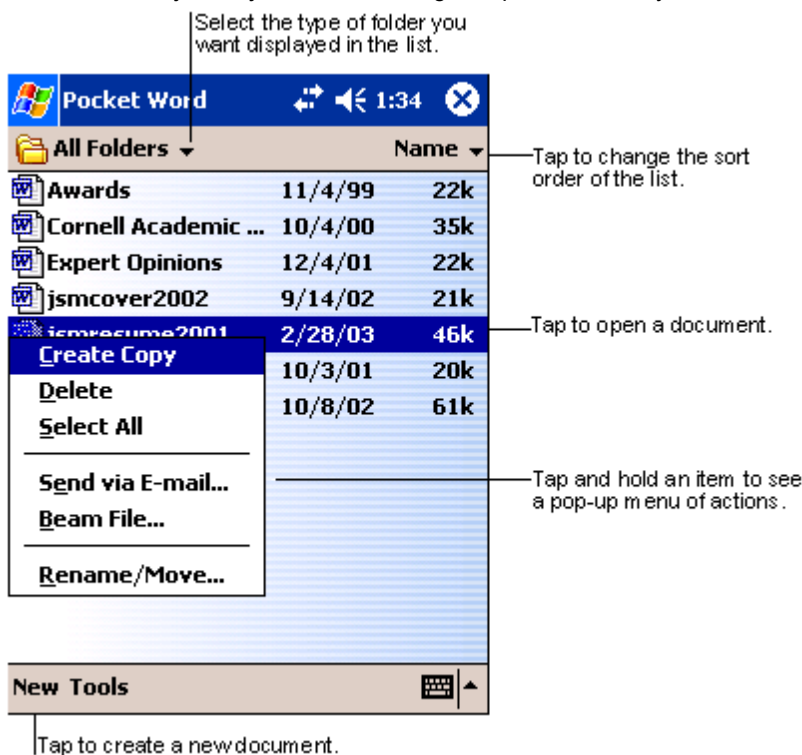 Select the type of folder you
want displayed in the list.
Pocket Word 1:34
All Folders Name
Tap to change the sort
order of the list.
Awards 11/4/99 22k
Cornell Academic ... 10/4/00 35k
Expert Opinions 12/4/01 22k
jsmcover2002 9/14/02 21k
jsmresume2001 2/28/03 46k
Tap to open a document.
Create Copy
10/3/01 20k
Delete
10/8/02 61k
Select All
Send via E-mail...
Tap and hold an item to see
a pop-up menu of actions.
Beam File...
Rename/Move...
New Tools
Tap to create a new document.